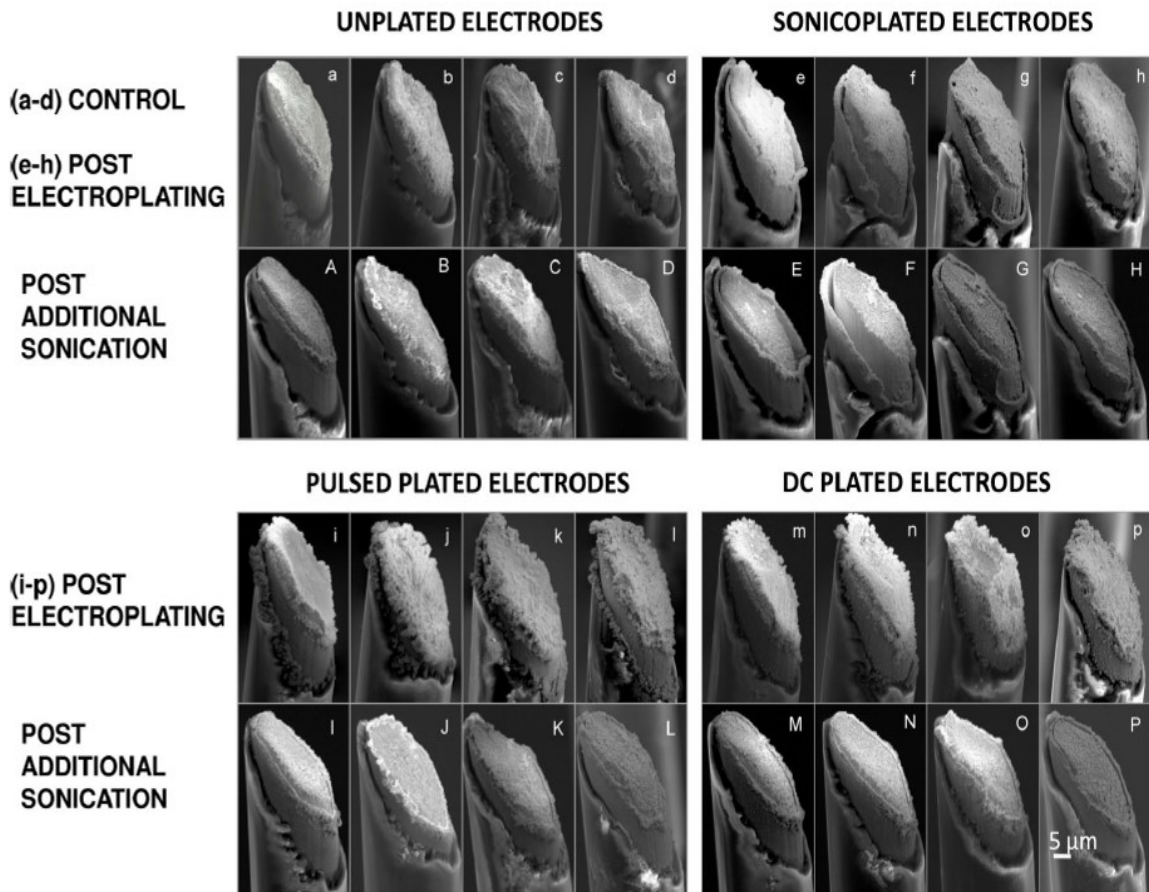 UNPLATED ELECTRODES
SONICOPLATED ELECTRODES
(a-d) CONTROL
(e-h) POST
ELECTROPLATING
a b c d e f g h
POST
ADDITIONAL
SONICATION
A B C D E F G H
PULSED PLATED ELECTRODES
DC PLATED ELECTRODES
(i-p) POST
ELECTROPLATING
i j k l m n o p
POST
ADDITIONAL
SONICATION
I J K L M N O P
5 μm